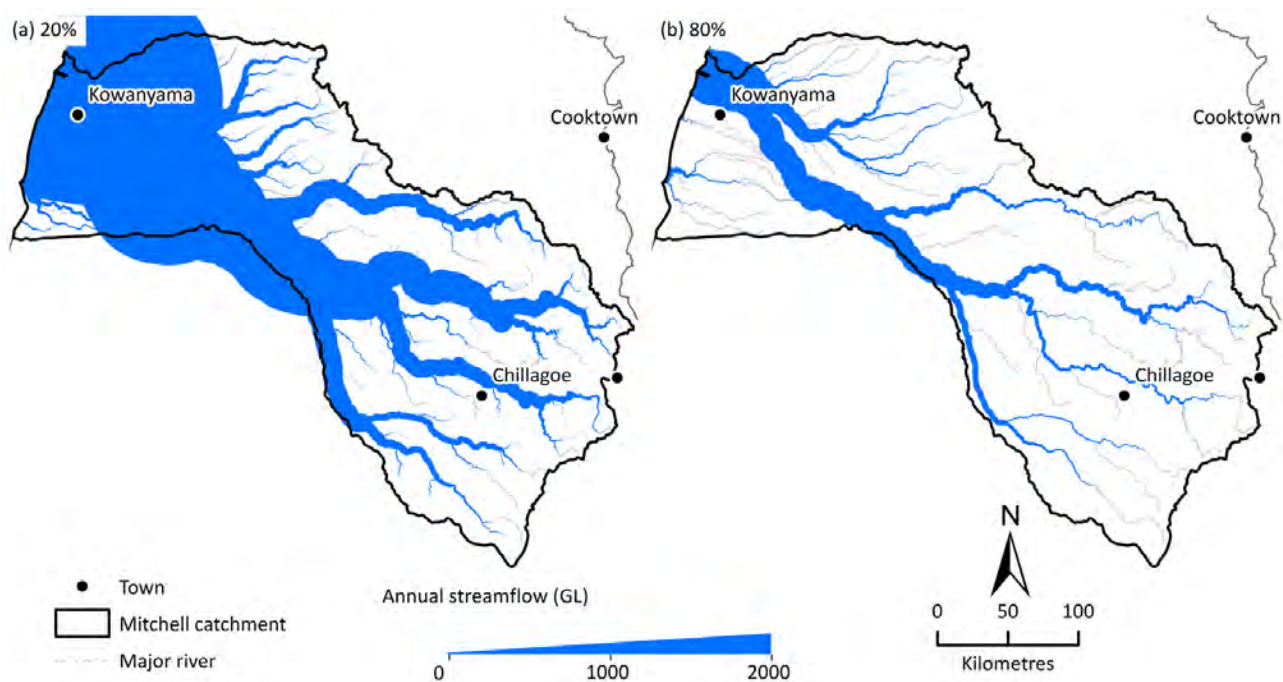 (a) 20%
Kowanyama
Cooktown
Chillagoe
(b) 80%
Kowanyama
Cooktown
Chillagoe
Town
Mitchell catchment
Major river
Annual streamflow (GL)
0 1000 2000
N
0 50 100
Kilometres